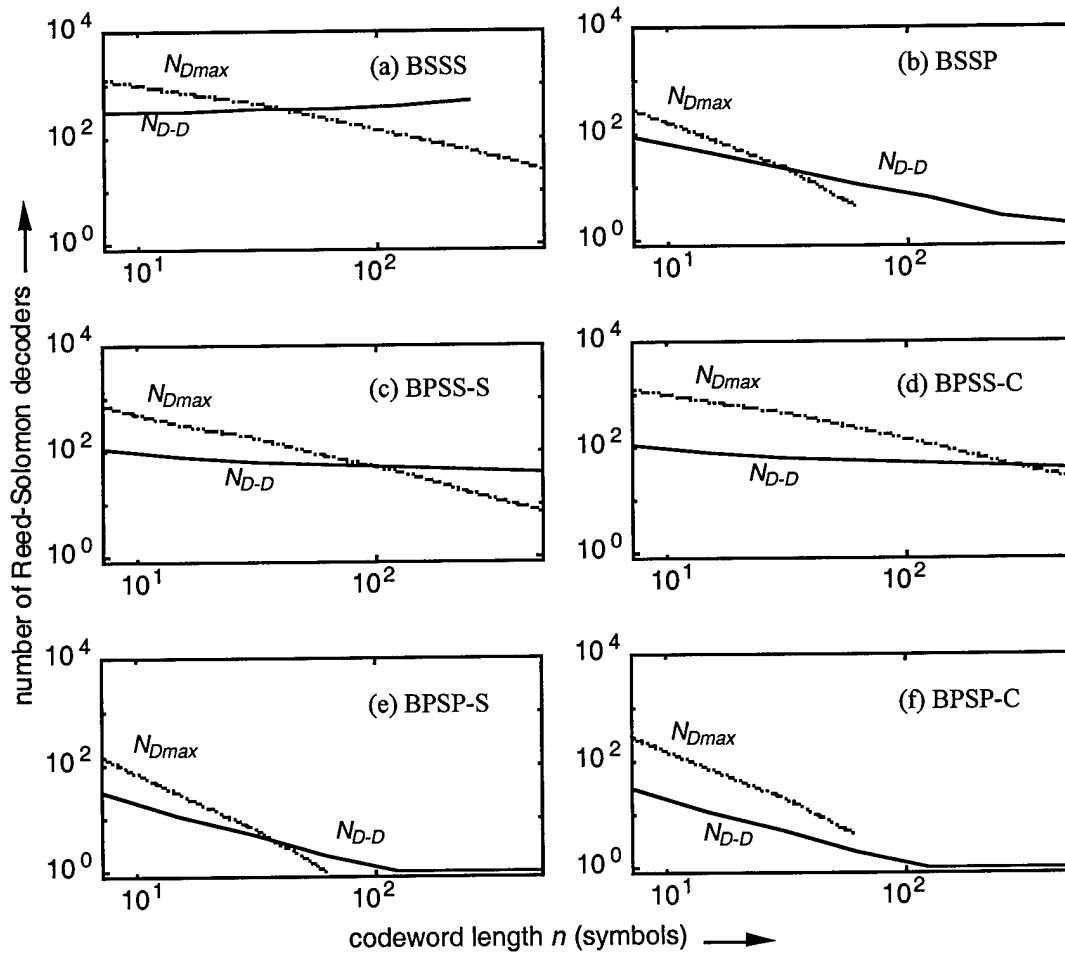 number of Reed-Solomon decoders
10^4
10^2
10^0
N_Dmax
(a) BSSS
N_D-D
10^1
10^2
10^4
10^2
10^0
N_Dmax
(b) BSSP
N_D-D
10^1
10^2
10^4
10^2
10^0
N_Dmax
(c) BPSS-S
N_D-D
10^1
10^2
10^4
10^2
10^0
N_Dmax
(d) BPSS-C
N_D-D
10^1
10^2
10^4
10^2
10^0
N_Dmax
(e) BPSP-S
N_D-D
10^1
10^2
10^4
10^2
10^0
N_Dmax
(f) BPSP-C
N_D-D
10^1
10^2
codeword length n (symbols)